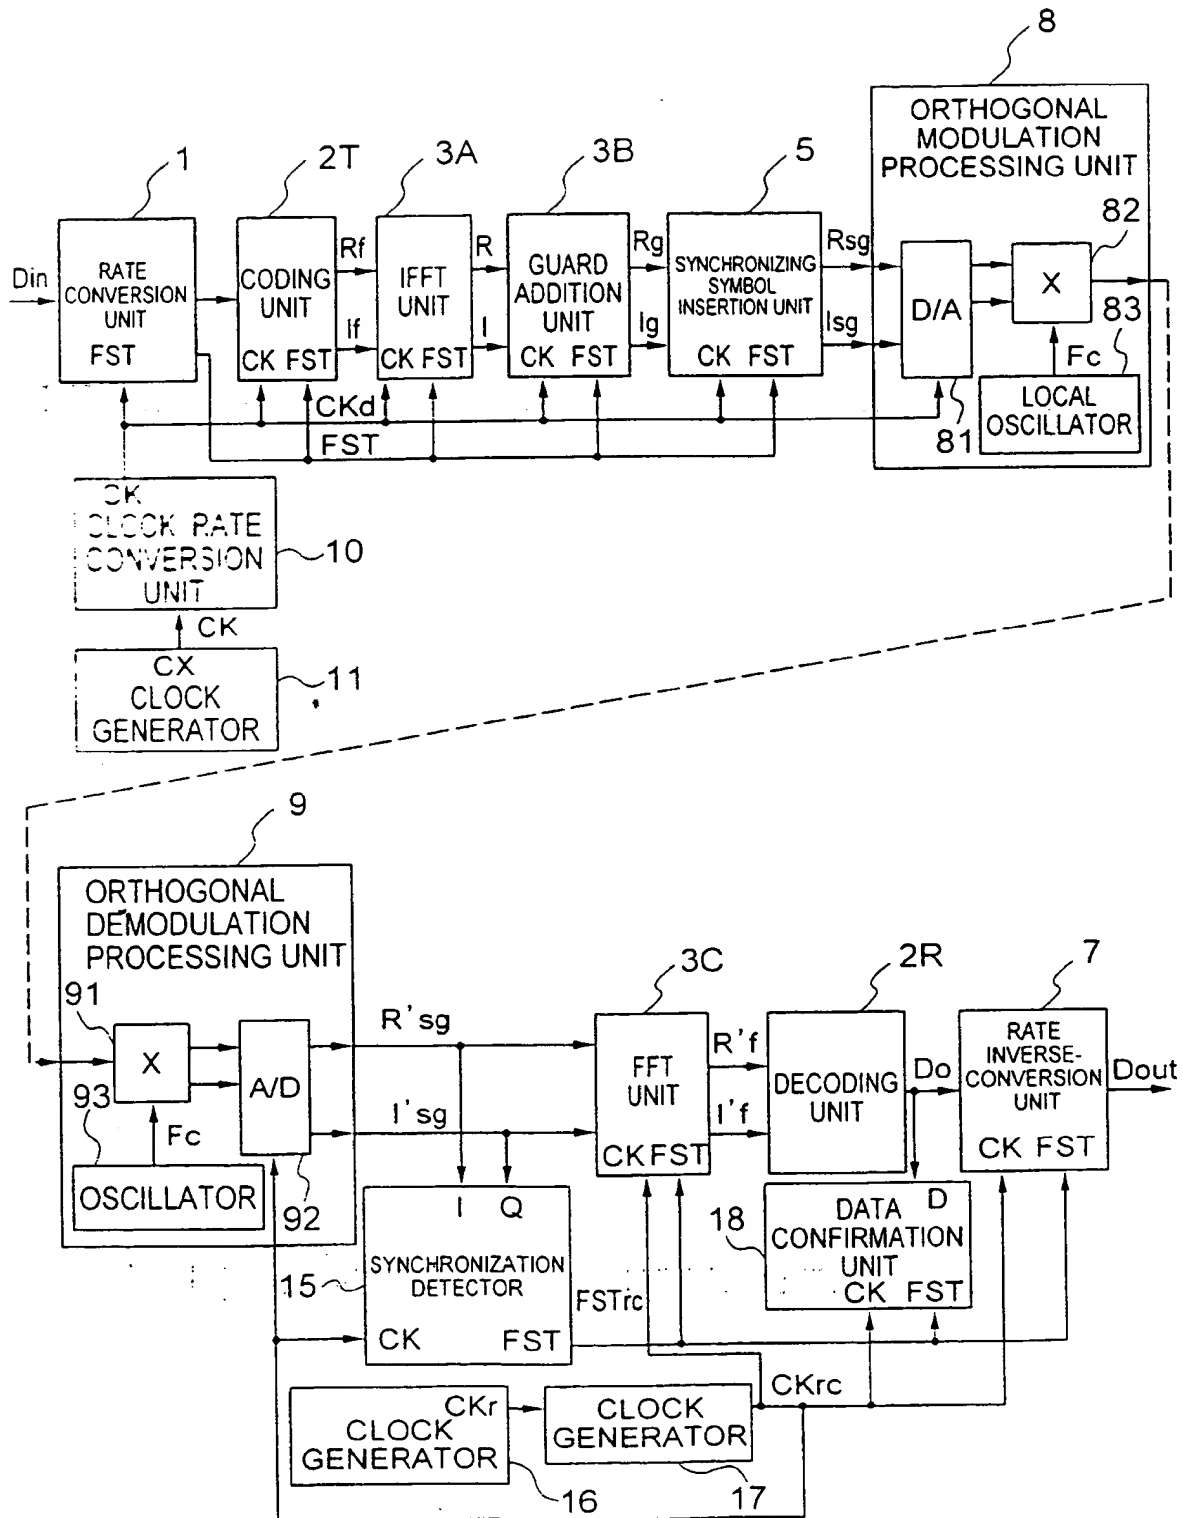 8
ORTHOGONAL
MODULATION
PROCESSING UNIT
1
2T
3A
3B
5
82
Din
RATE
CONVERSION
UNIT
FST
CODING
UNIT
CK FST
Rf
If
IFFT
UNIT
CK FST
R
I
GUARD
ADDITION
UNIT
CK FST
Rg
Ig
SYNCHRONIZING
SYMBOL
INSERTION UNIT
CK FST
Rsg
Isg
D/A
X
83
Fc
LOCAL
OSCILLATOR
81
CKd
FST
CK
CLOCK RATE
CONVERSION
UNIT
10
CK
CX
CLOCK
GENERATOR
11
9
ORTHOGONAL
DEMODULATION
PROCESSING UNIT
91
X
A/D
93
Fc
OSCILLATOR
92
R'sg
I'sg
3C
FFT
UNIT
CK FST
R'f
I'f
2R
DECODING
UNIT
Do
7
RATE
INVERSE-
CONVERSION
UNIT
CK FST
Dout
I Q
15
SYNCHRONIZATION
DETECTOR
CK
FST
FSTrc
18
D
DATA
CONFIRMATION
UNIT
CK FST
CKrc
CKr
CLOCK
GENERATOR
16
CLOCK
GENERATOR
17